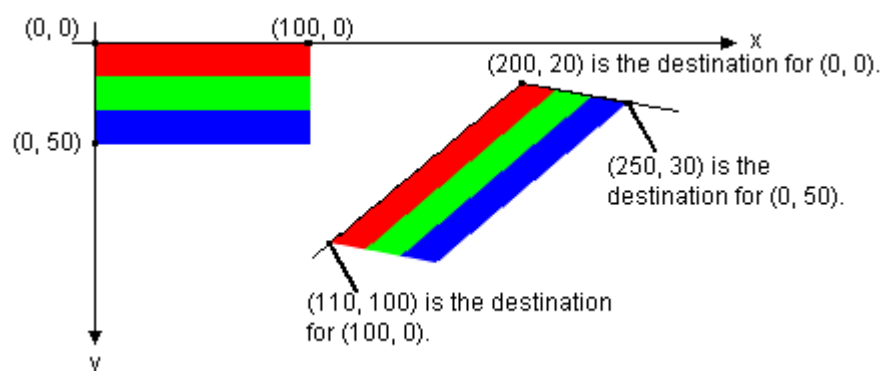 (0, 0)
(100, 0)
x
(200, 20) is the destination for (0, 0).
(0, 50)
(250, 30) is the
destination for (0, 50).
(110, 100) is the destination
for (100, 0).
y